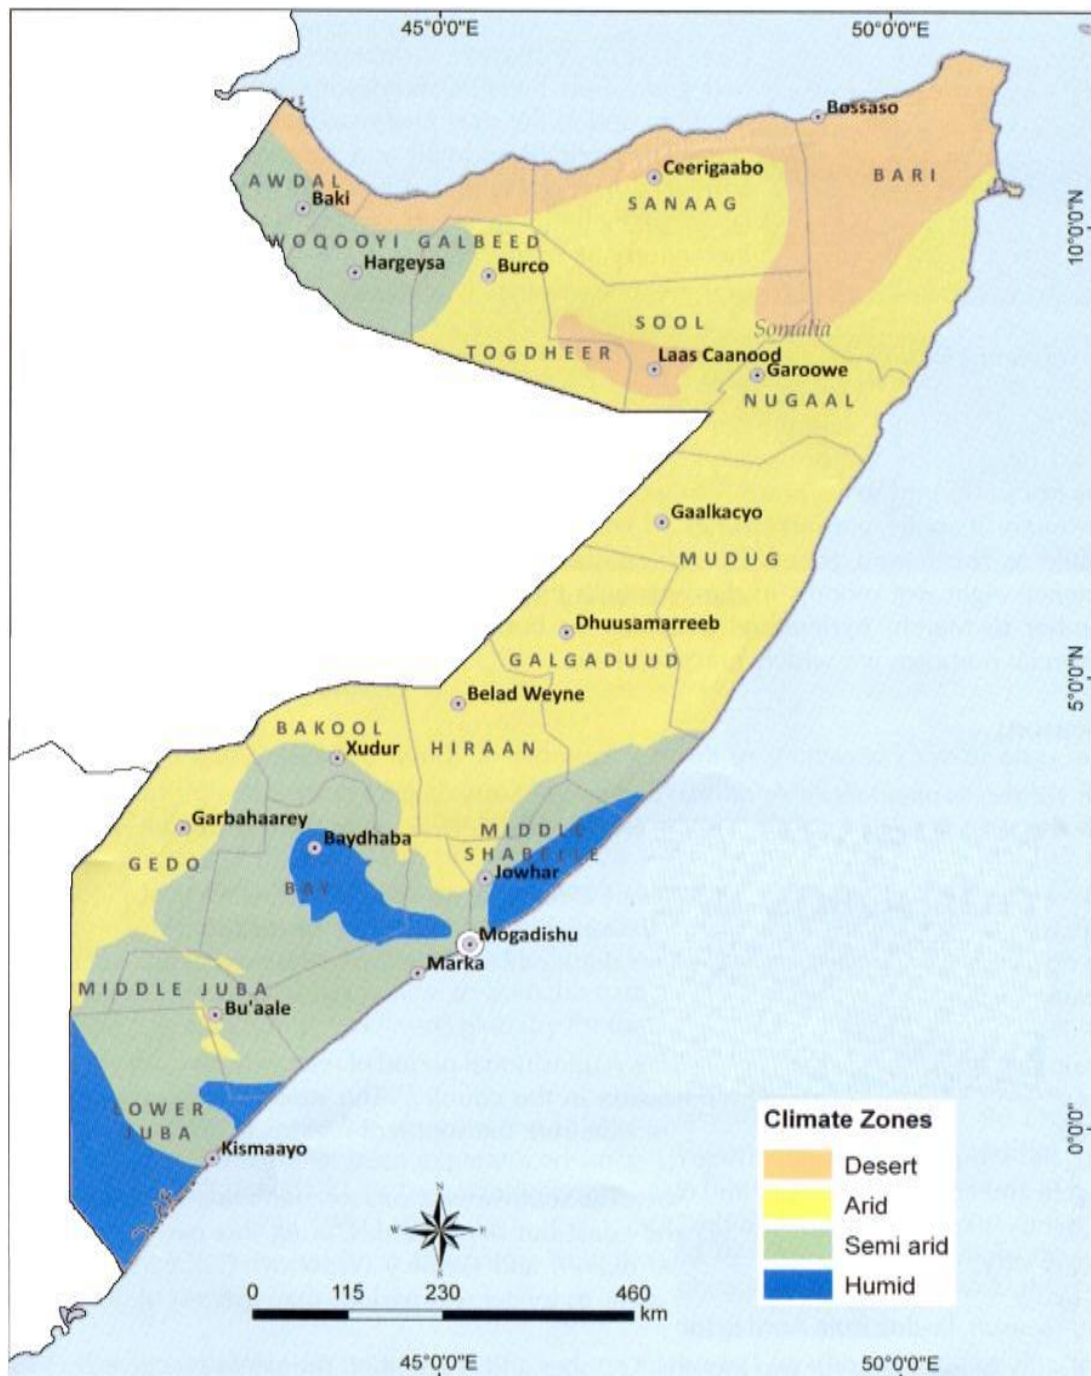 45°0'0"E
50°0'0"E
Bossaso
BARI
Ceerigaabo
SANAAG
AWDAL
Baki
WOQOOYI GALBEED
Hargeysa
Burco
10°0'0"N
SOOL
Somalia
TOGDHEER
Laas Caanood
Garoowe
NUGAAL
Gaalkacyo
MUDUG
Dhuusamarreeb
GALGADUUD
5°0'0"N
Belad Weyne
BAKOOL
HIRAAN
Xudur
Garbahaarey
GEDO
Baydhaba
BAY
MIDDLE
SHABELLE
Jowhar
Mogadishu
Marka
MIDDLE JUBA
Bu'aale
LOWER
JUBA
Kismaayo
0°0'0"
Climate Zones
Desert
Arid
Semi arid
Humid
N
W
E
S
0
115
230
460
km
45°0'0"E
50°0'0"E